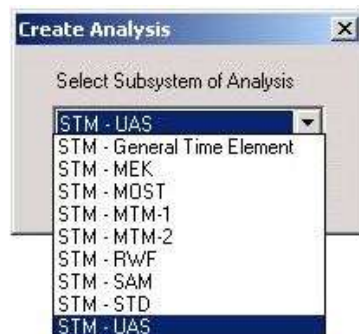 Create Analysis
Select Subsystem of Analysis
STM - UAS
STM - General Time Element
STM - MEK
STM - MOST
STM - MTM-1
STM - MTM-2
STM - RWF
STM - SAM
STM - STD
STM - UAS